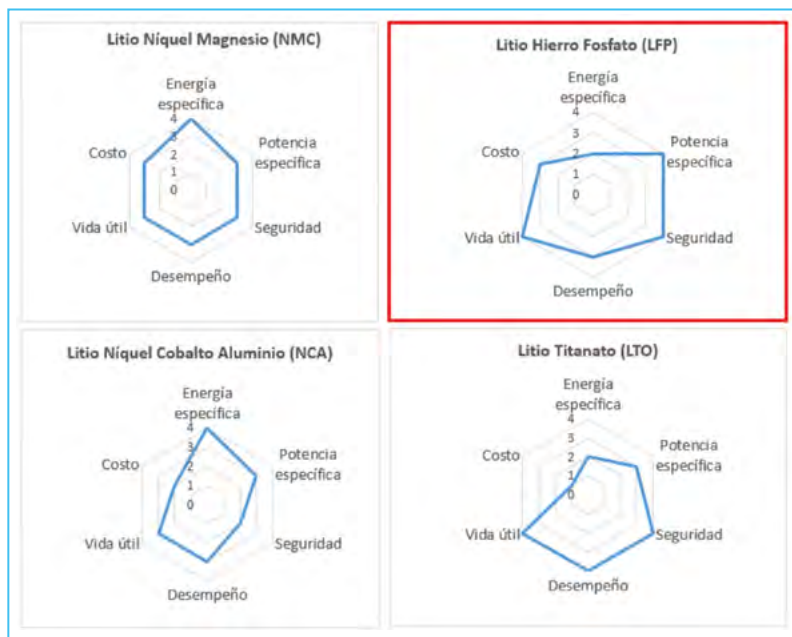 Litio Níquel Magnesio (NMC)
Energía
específica
4
3
2
1
0
Potencia
específica
Seguridad
Desempeño
Vida útil
Costo
Litio Hierro Fosfato (LFP)
Energía
específica
4
3
2
1
0
Potencia
específica
Seguridad
Desempeño
Vida útil
Costo
Litio Níquel Cobalto Aluminio (NCA)
Energía
específica
4
3
2
1
0
Potencia
específica
Seguridad
Desempeño
Vida útil
Costo
Litio Titanato (LTO)
Energía
específica
4
3
2
1
0
Potencia
específica
Seguridad
Desempeño
Vida útil
Costo